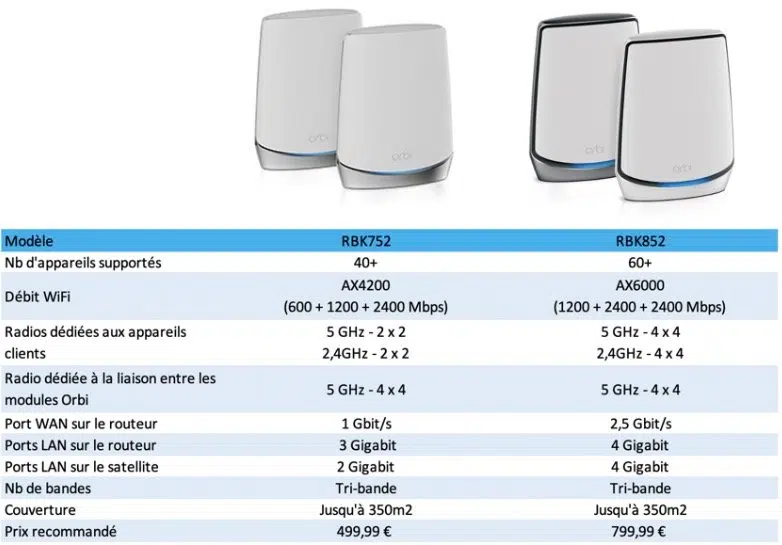 orbi orbi orbi orbi
Modèle RBK752 RBK852
Nb d'appareils supportés 40+ 60+
Débit WiFi AX4200 (600 + 1200 + 2400 Mbps) AX6000 (1200 + 2400 + 2400 Mbps)
Radios dédiées aux appareils clients 5 GHz - 2 x 2 2,4GHz - 2 x 2 5 GHz - 4 x 4 2,4GHz - 4 x 4
Radio dédiée à la liaison entre les modules Orbi 5 GHz - 4 x 4 5 GHz - 4 x 4
Port WAN sur le routeur 1 Gbit/s 2,5 Gbit/s
Ports LAN sur le routeur 3 Gigabit 4 Gigabit
Ports LAN sur le satellite 2 Gigabit 4 Gigabit
Nb de bandes Tri-bande Tri-bande
Couverture Jusqu'à 350m2 Jusqu'à 350m2
Prix recommandé 499,99 € 799,99 €